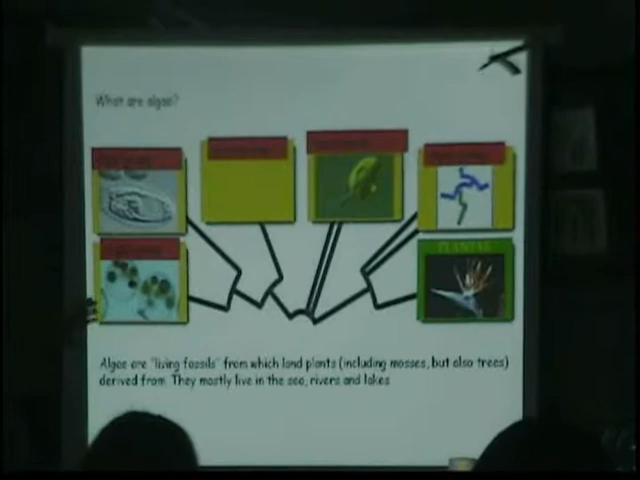 What are algae?
PLANTAE
Algae are "living fossils" from which land plants (including mosses, but also trees)
derived from. They mostly live in the sea, rivers and lakes